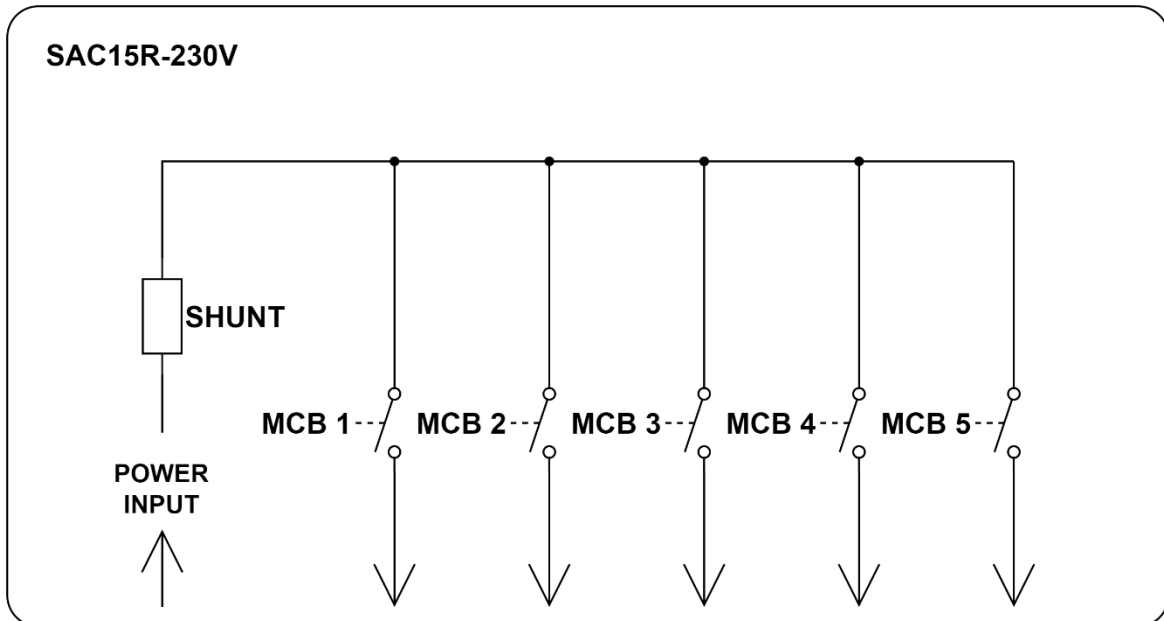 SAC15R-230V
SHUNT
MCB 1
MCB 2
MCB 3
MCB 4
MCB 5
POWER
INPUT